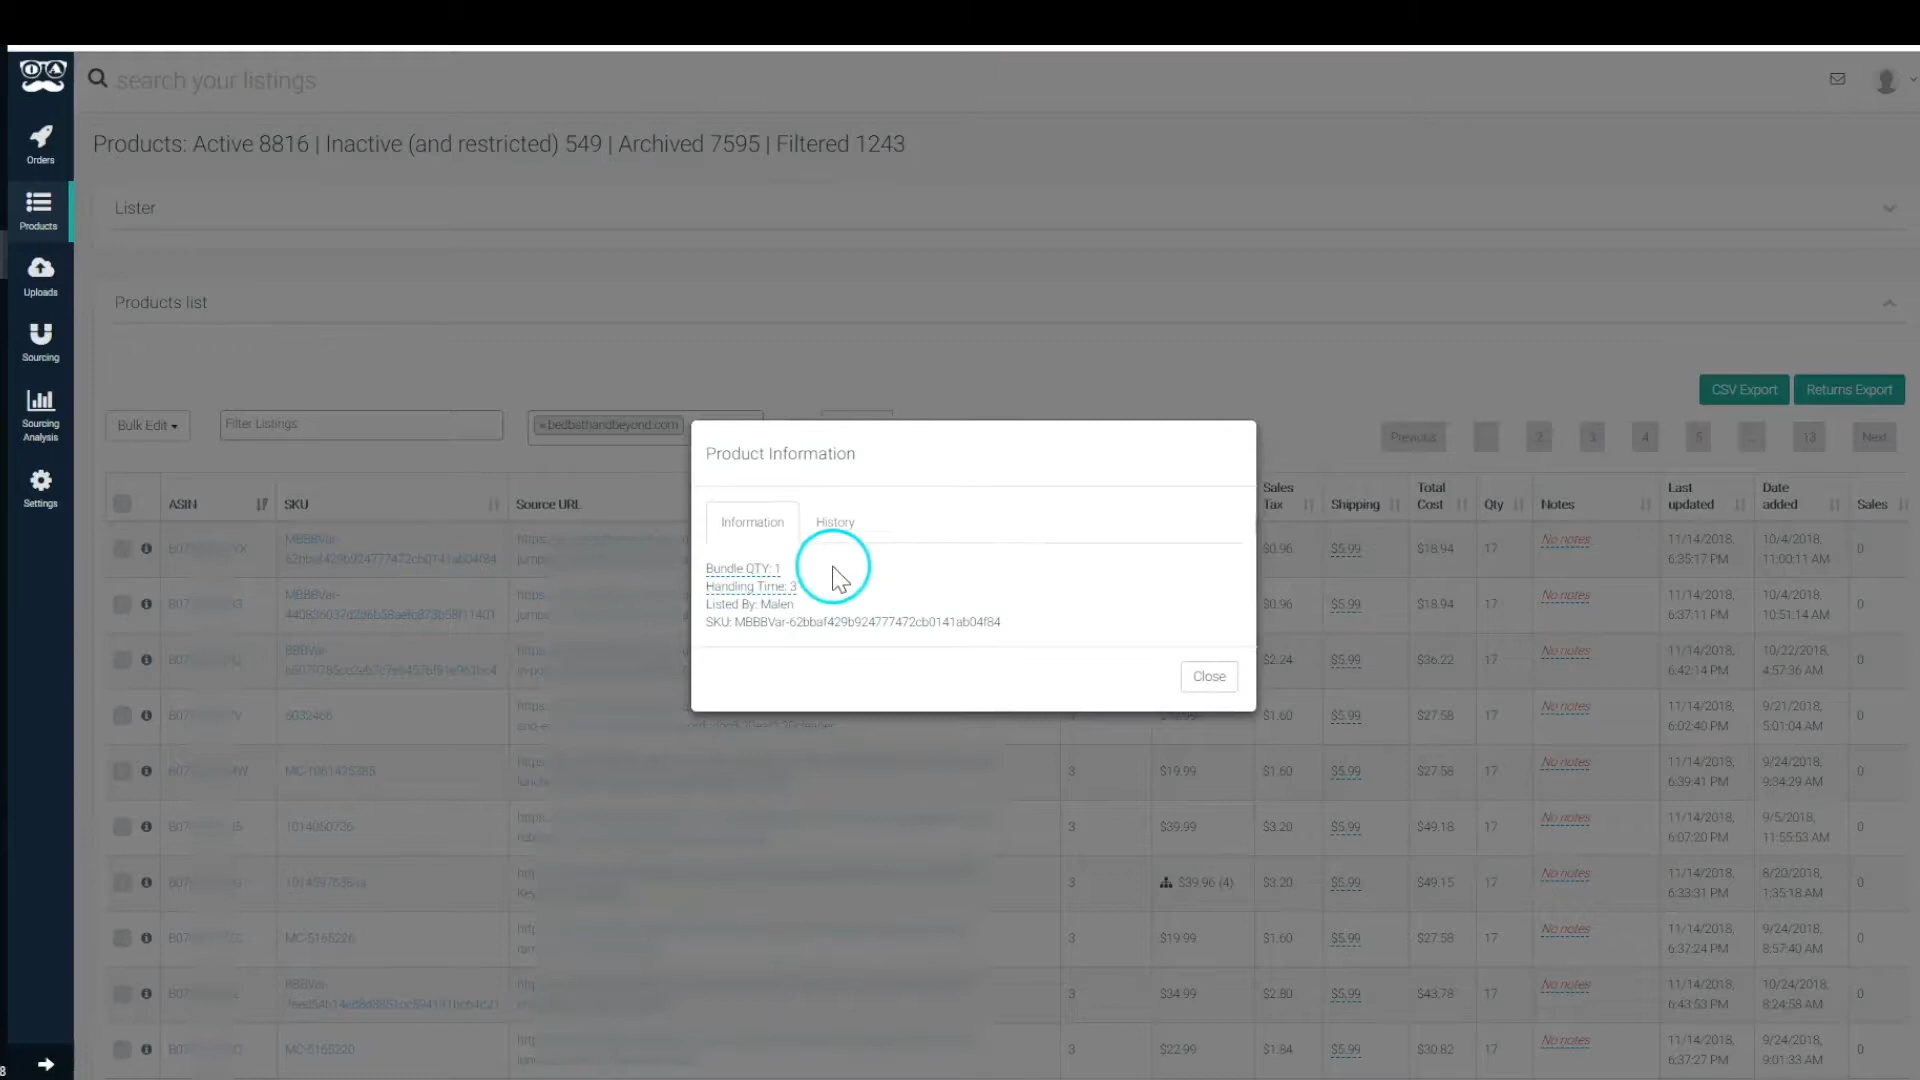 OA
search your listings
Orders
Products
Uploads
Sourcing
Sourcing
Analysis
Settings
8
Products: Active 8816 | Inactive (and restricted) 549 | Archived 7595 | Filtered 1243
Lister
Products list
CSV Export
Returns Export
Bulk Edit
Filter Listings
bedbathandbeyond.com
Previous
2
3
4
5
...
13
Next
ASIN
SKU
Source URL
Sales
Tax
Shipping
Total
Cost
Qty
Notes
Last
updated
Date
added
Sales
Product Information
Information
History
Bundle QTY: 1
Handling Time: 3
Listed By: Malen
SKU: MBBBVar-62bbaf429b924777472cb0141ab04f84
Close
MBBBVar-
62bbaf429b924777472cb0141ab04f84
$0.96 $5.99 $18.94 17 No notes 11/14/2018, 10/4/2018, 0
6:35:17 PM 11:00:11 AM
MBBBVar-
$0.96 $5.99 $18.94 17 No notes 11/14/2018, 10/4/2018, 0
6:37:11 PM 10:51:14 AM
BBBVar-
$2.24 $5.99 $36.22 17 No notes 11/14/2018, 10/22/2018, 0
6:42:14 PM 4:57:36 AM
$1.60 $5.99 $27.58 17 No notes 11/14/2018, 9/21/2018, 0
6:02:40 PM 5:01:04 AM
3 $19.99 $1.60 $5.99 $27.58 17 No notes 11/14/2018, 9/24/2018, 0
6:39:41 PM 9:34:29 AM
3 $39.99 $3.20 $5.99 $49.18 17 No notes 11/14/2018, 9/5/2018, 0
6:07:20 PM 11:55:53 AM
3 $39.96 (4) $3.20 $5.99 $49.15 17 No notes 11/14/2018, 8/20/2018, 0
6:33:31 PM 1:35:18 AM
MC-5165226 3 $19.99 $1.60 $5.99 $27.58 17 No notes 11/14/2018, 9/24/2018, 0
6:37:24 PM 8:57:40 AM
BBBVar-
3 $34.99 $2.80 $5.99 $43.78 17 No notes 11/14/2018, 10/24/2018, 0
6:43:53 PM 8:24:58 AM
MC-5165220 3 $22.99 $1.84 $5.99 $30.82 17 No notes 11/14/2018, 9/24/2018, 0
6:37:27 PM 9:01:33 AM